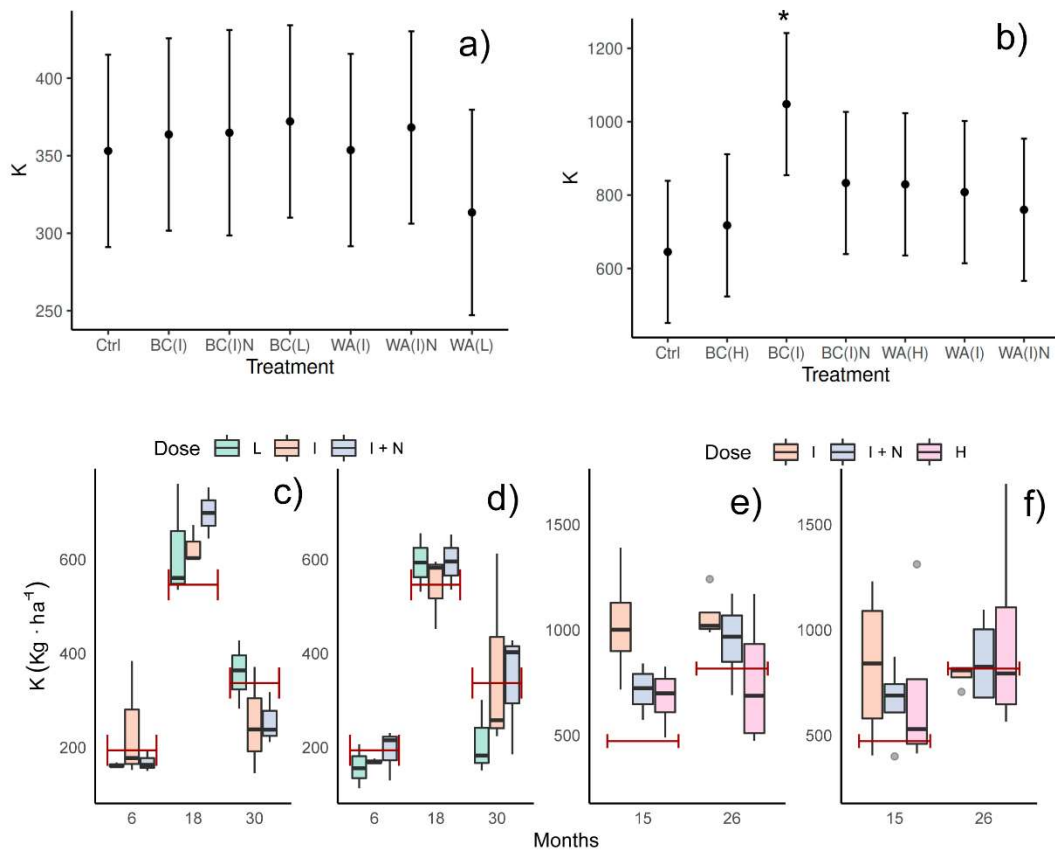 a)
K
400
350
300
250
Ctrl BC(I) BC(I)N BC(L) WA(I) WA(I)N WA(L)
Treatment
b)
*
K
1200
1000
800
600
Ctrl BC(H) BC(I) BC(I)N WA(H) WA(I) WA(I)N
Treatment
Dose L I I + N
Dose I I + N H
K (Kg · ha⁻¹)
c)
600
400
200
6 18 30
d)
600
400
200
6 18 30
e)
1500
1000
500
15 26
f)
1500
1000
500
15 26
Months